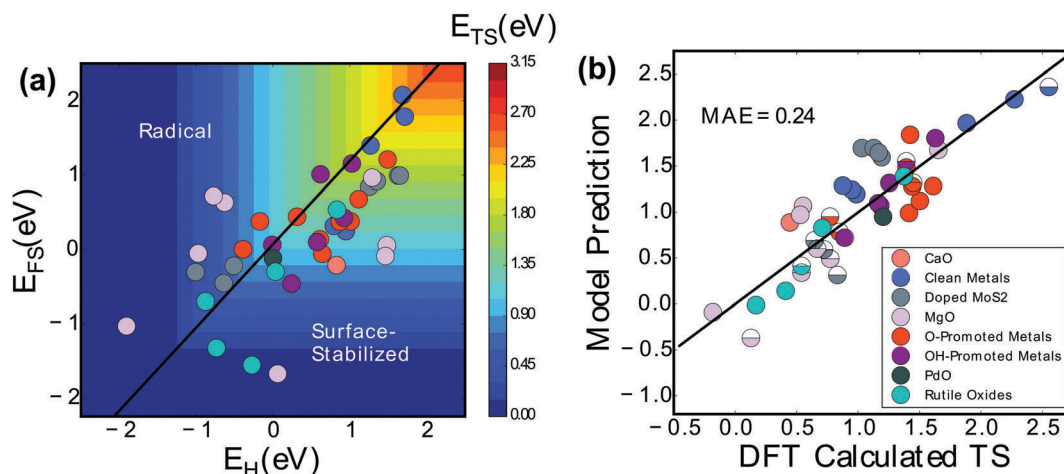 E_TS(eV)
(a)
Radical
Surface-
Stabilized
2
1
0
−1
−2
E_FS(eV)
−2 −1 0 1 2
E_H(eV)
3.15
2.70
2.25
1.80
1.35
0.90
0.45
0.00
(b)
MAE = 0.24
2.5
2.0
1.5
1.0
0.5
0.0
−0.5
−1.0
Model Prediction
CaO
Clean Metals
Doped MoS2
MgO
O-Promoted Metals
OH-Promoted Metals
PdO
Rutile Oxides
−0.5 0.0 0.5 1.0 1.5 2.0 2.5
DFT Calculated TS